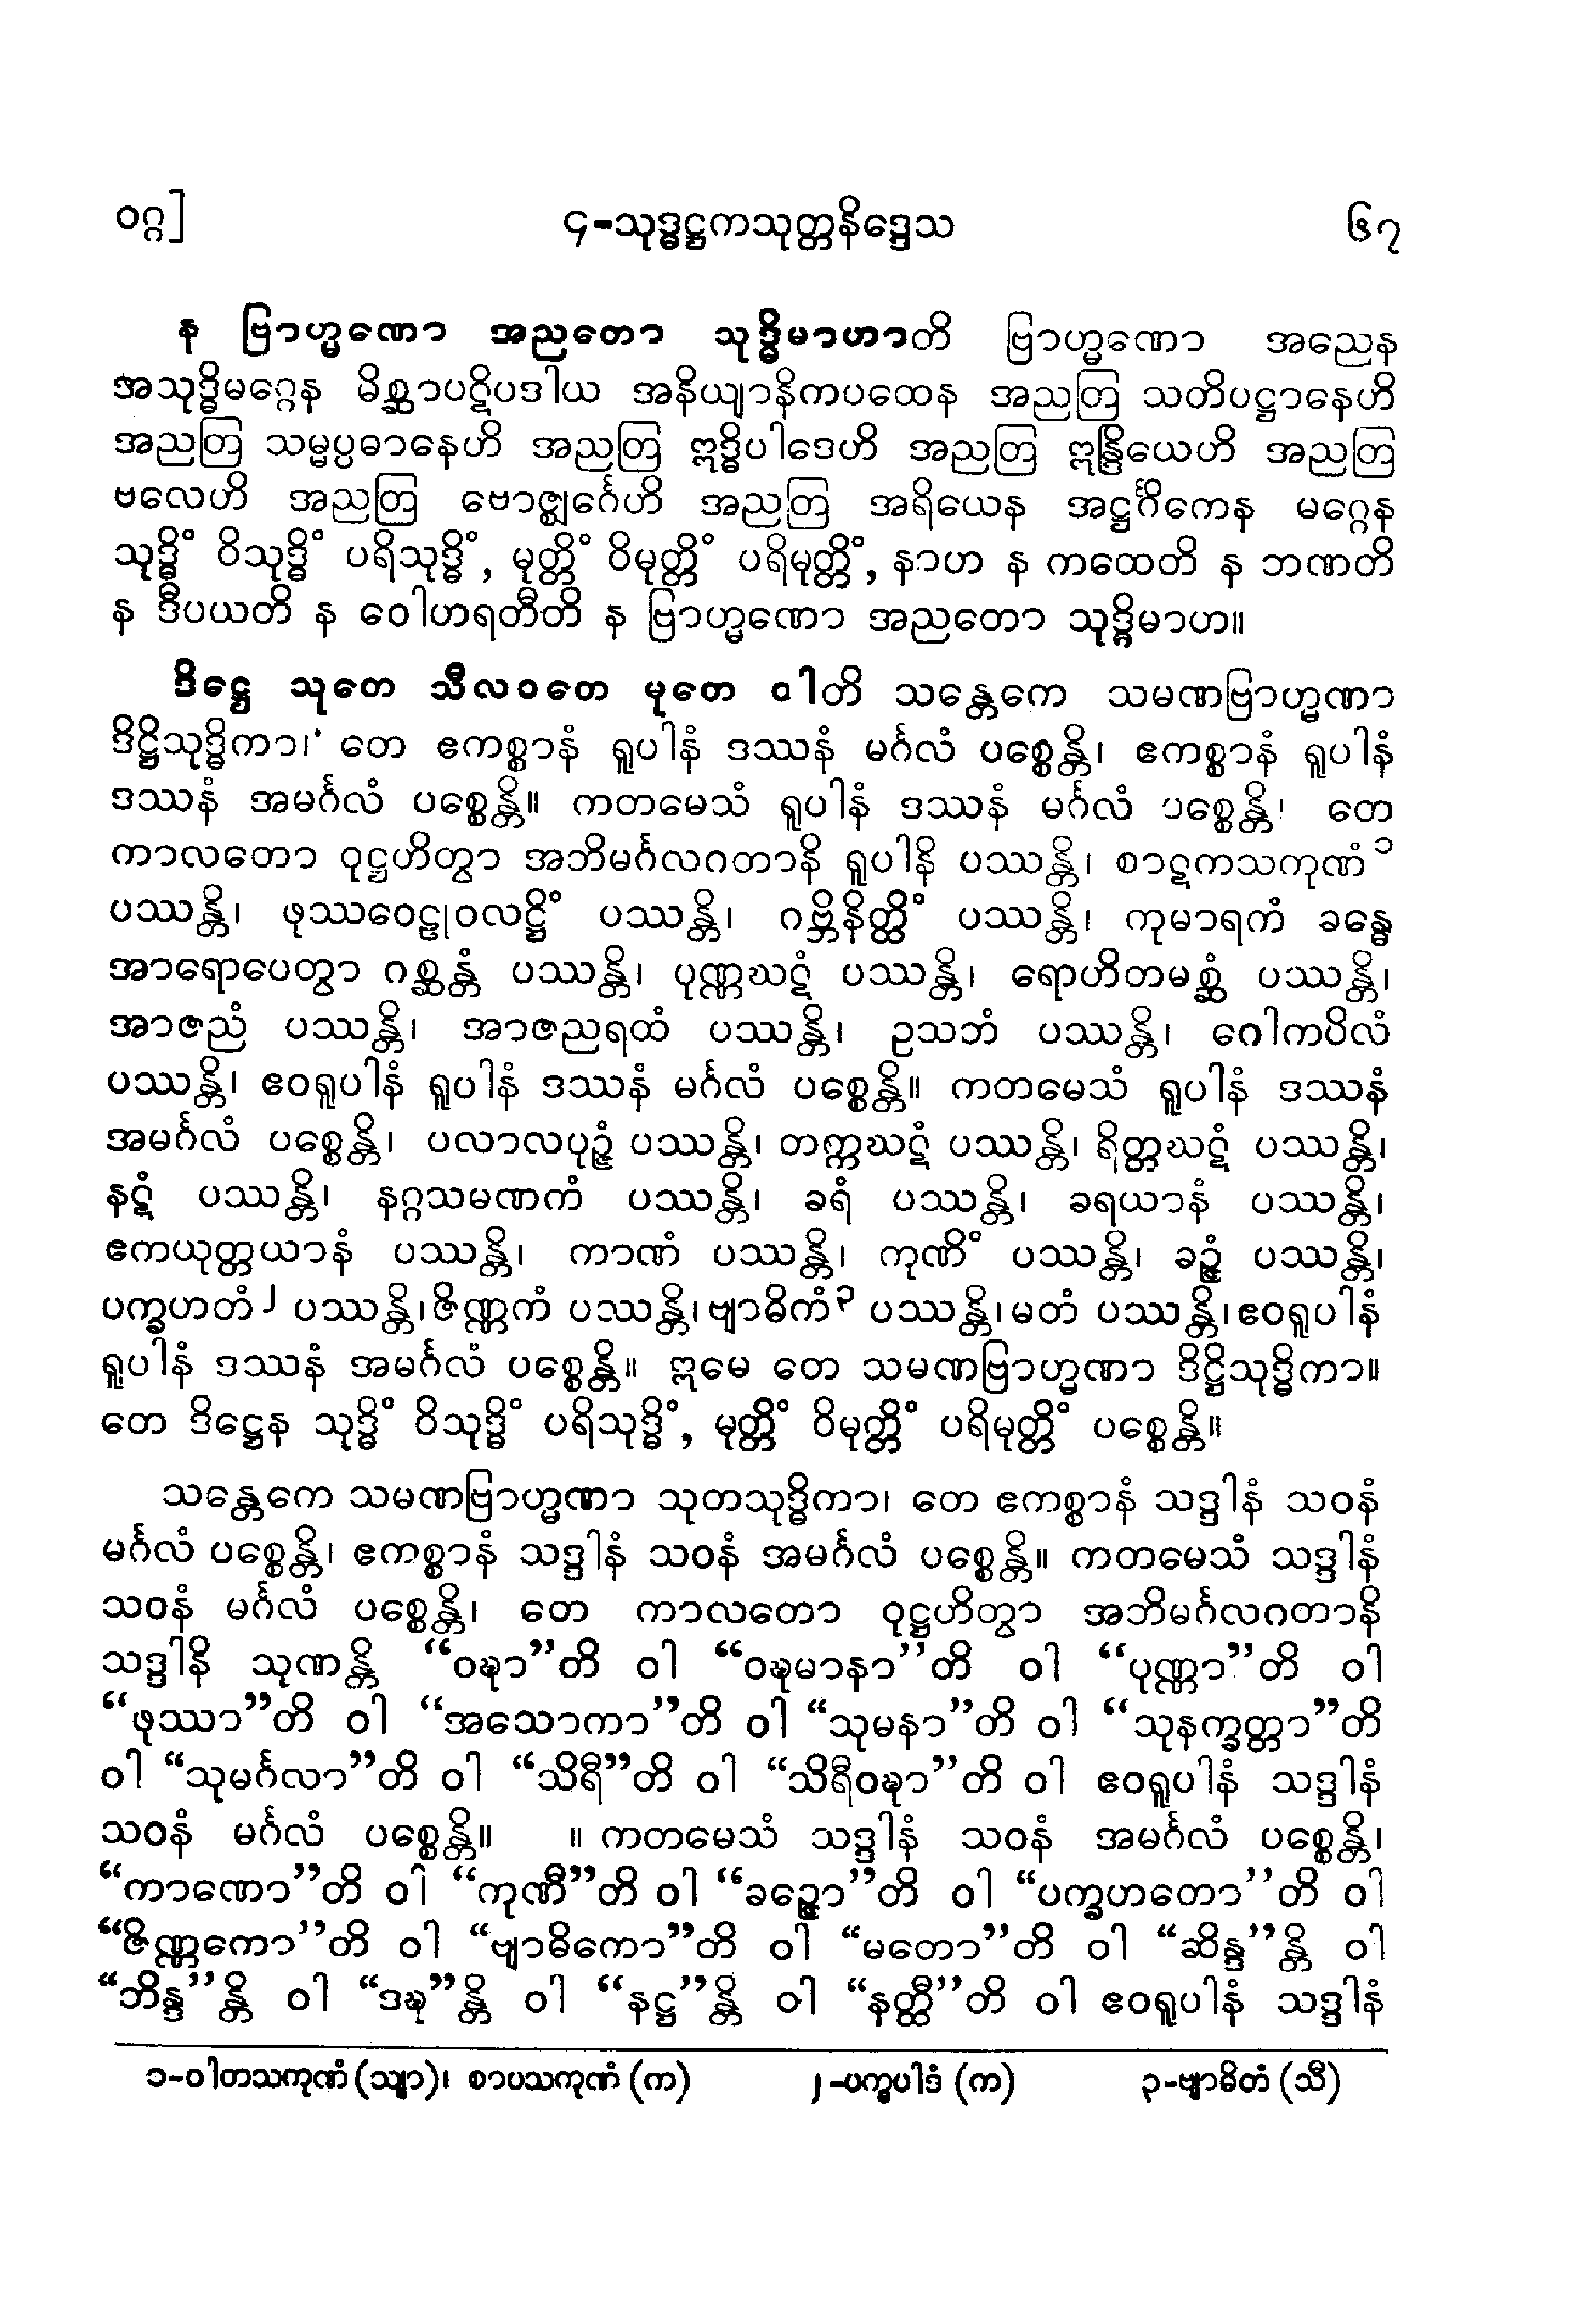 ဝဂ္ဂ] ၄-သုဒ္ဓဋ္ဌကသုတ္တနိဒ္ဒေသ ၆၇
န ဗြာဟ္မဏော အညတော သုဒ္ဓိမာဟာတိ ဗြာဟ္မဏော အညေန
အသုဒ္ဓိမဂ္ဂေန မိစ္ဆာပဋိပဒါယ အနိယျာနိကပထေန အညတြ သတိပဋ္ဌာနေဟိ
အညတြ သမ္မပ္ပဓာနေဟိ အညတြ ဣဒ္ဓိပါဒေဟိ အညတြ ဣန္ဒြိယေဟိ အညတြ
ဗလေဟိ အညတြ ဗောဇ္ဈင်္ဂေဟိ အညတြ အရိယေန အဋ္ဌင်္ဂိကေန မဂ္ဂေန
သုဒ္ဓိံ ဝိသုဒ္ဓိံ ပရိသုဒ္ဓိံ, မုတ္တိံ ဝိမုတ္တိံ ပရိမုတ္တိံ, နာဟ န ကထေတိ န ဘဏတိ
န ဒီပယတိ န ဝေါဟရတီတိ န ဗြာဟ္မဏော အညတော သုဒ္ဓိမာဟ။
ဒိဋ္ဌေ သုတေ သီလဝတေ မုတေ ဝါတိ သန္တေကေ သမဏဗြာဟ္မဏာ
ဒိဋ္ဌိသုဒ္ဓိကာ၊ တေ ဧကစ္စာနံ ရူပါနံ ဒဿနံ မင်္ဂလံ ပစ္စေန္တိ၊ ဧကစ္စာနံ ရူပါနံ
ဒဿနံ အမင်္ဂလံ ပစ္စေန္တိ။ ကတမေသံ ရူပါနံ ဒဿနံ မင်္ဂလံ ပစ္စေန္တိ၊ တေ
ကာလတော ဝုဋ္ဌဟိတွာ အဘိမင်္ဂလဂတာနိ ရူပါနိ ပဿန္တိ၊ စာဋကသကုဏံ ၁
ပဿန္တိ၊ ဖုဿဝေဠုဝလဋ္ဌိံ ပဿန္တိ၊ ဂဗ္ဘိနိတ္ထိံ ပဿန္တိ၊ ကုမာရကံ ခန္ဓေ
အာရောပေတွာ ဂစ္ဆန္တံ ပဿန္တိ၊ ပုဏ္ဏဃဋံ ပဿန္တိ၊ ရောဟိတမစ္ဆံ ပဿန္တိ၊
အာဇညံ ပဿန္တိ၊ အာဇညရထံ ပဿန္တိ၊ ဥသဘံ ပဿန္တိ၊ ဂေါကပိလံ
ပဿန္တိ၊ ဧဝရူပါနံ ရူပါနံ ဒဿနံ မင်္ဂလံ ပစ္စေန္တိ။ ကတမေသံ ရူပါနံ ဒဿနံ
အမင်္ဂလံ ပစ္စေန္တိ၊ ပလာလပုဉ္ဇံ ပဿန္တိ၊ တက္ကဃဋံ ပဿန္တိ၊ ရိတ္တဃဋံ ပဿန္တိ၊
နဋံ ပဿန္တိ၊ နဂ္ဂသမဏကံ ပဿန္တိ၊ ခရံ ပဿန္တိ၊ ခရယာနံ ပဿန္တိ၊
ဧကယုတ္တယာနံ ပဿန္တိ၊ ကာဏံ ပဿန္တိ၊ ကုဏိံ ပဿန္တိ၊ ခဉ္ဇံ ပဿန္တိ၊
ပက္ခဟတံ ၂ ပဿန္တိ၊ ဇိဏ္ဏကံ ပဿန္တိ၊ ဗျာဓိကံ ၃ ပဿန္တိ၊ မတံ ပဿန္တိ၊ ဧဝရူပါနံ
ရူပါနံ ဒဿနံ အမင်္ဂလံ ပစ္စေန္တိ။ ဣမေ တေ သမဏဗြာဟ္မဏာ ဒိဋ္ဌိသုဒ္ဓိကာ။
တေ ဒိဋ္ဌေန သုဒ္ဓိံ ဝိသုဒ္ဓိံ ပရိသုဒ္ဓိံ, မုတ္တိံ ဝိမုတ္တိံ ပရိမုတ္တိံ ပစ္စေန္တိ။
သန္တေကေ သမဏဗြာဟ္မဏာ သုတသုဒ္ဓိကာ၊ တေ ဧကစ္စာနံ သဒ္ဒါနံ သဝနံ
မင်္ဂလံ ပစ္စေန္တိ၊ ဧကစ္စာနံ သဒ္ဒါနံ သဝနံ အမင်္ဂလံ ပစ္စေန္တိ။ ကတမေသံ သဒ္ဒါနံ
သဝနံ မင်္ဂလံ ပစ္စေန္တိ၊ တေ ကာလတော ဝုဋ္ဌဟိတွာ အဘိမင်္ဂလဂတာနိ
သဒ္ဒါနိ သုဏန္တိ “ဝဍ္ဎာ”တိ ဝါ “ဝဍ္ဎမာနာ”တိ ဝါ “ပုဏ္ဏာ”တိ ဝါ
“ဖုဿာ”တိ ဝါ “အသောကာ”တိ ဝါ “သုမနာ”တိ ဝါ “သုနက္ခတ္တာ”တိ
ဝါ “သုမင်္ဂလာ”တိ ဝါ “သိရီ”တိ ဝါ “သိရီဝဍ္ဎာ”တိ ဝါ ဧဝရူပါနံ သဒ္ဒါနံ
သဝနံ မင်္ဂလံ ပစ္စေန္တိ။ ။ ကတမေသံ သဒ္ဒါနံ သဝနံ အမင်္ဂလံ ပစ္စေန္တိ၊
“ကာဏော”တိ ဝါ “ကုဏီ”တိ ဝါ “ခဉ္ဇော”တိ ဝါ “ပက္ခဟတော”တိ ဝါ
“ဇိဏ္ဏကော”တိ ဝါ “ဗျာဓိကော”တိ ဝါ “မတော”တိ ဝါ “ဆိန္ဒ”န္တိ ဝါ
“ဘိန္ဒ”န္တိ ဝါ “ဒဍ္ဎ”န္တိ ဝါ “နဋ္ဌ”န္တိ ဝါ “နတ္ထီ”တိ ဝါ ဧဝရူပါနံ သဒ္ဒါနံ
၁-ဝါတသကုဏံ (သျာ)၊ စာပသကုဏံ (က) ၂-ပက္ခပါဒံ (က) ၃-ဗျာဓိတံ (သီ)